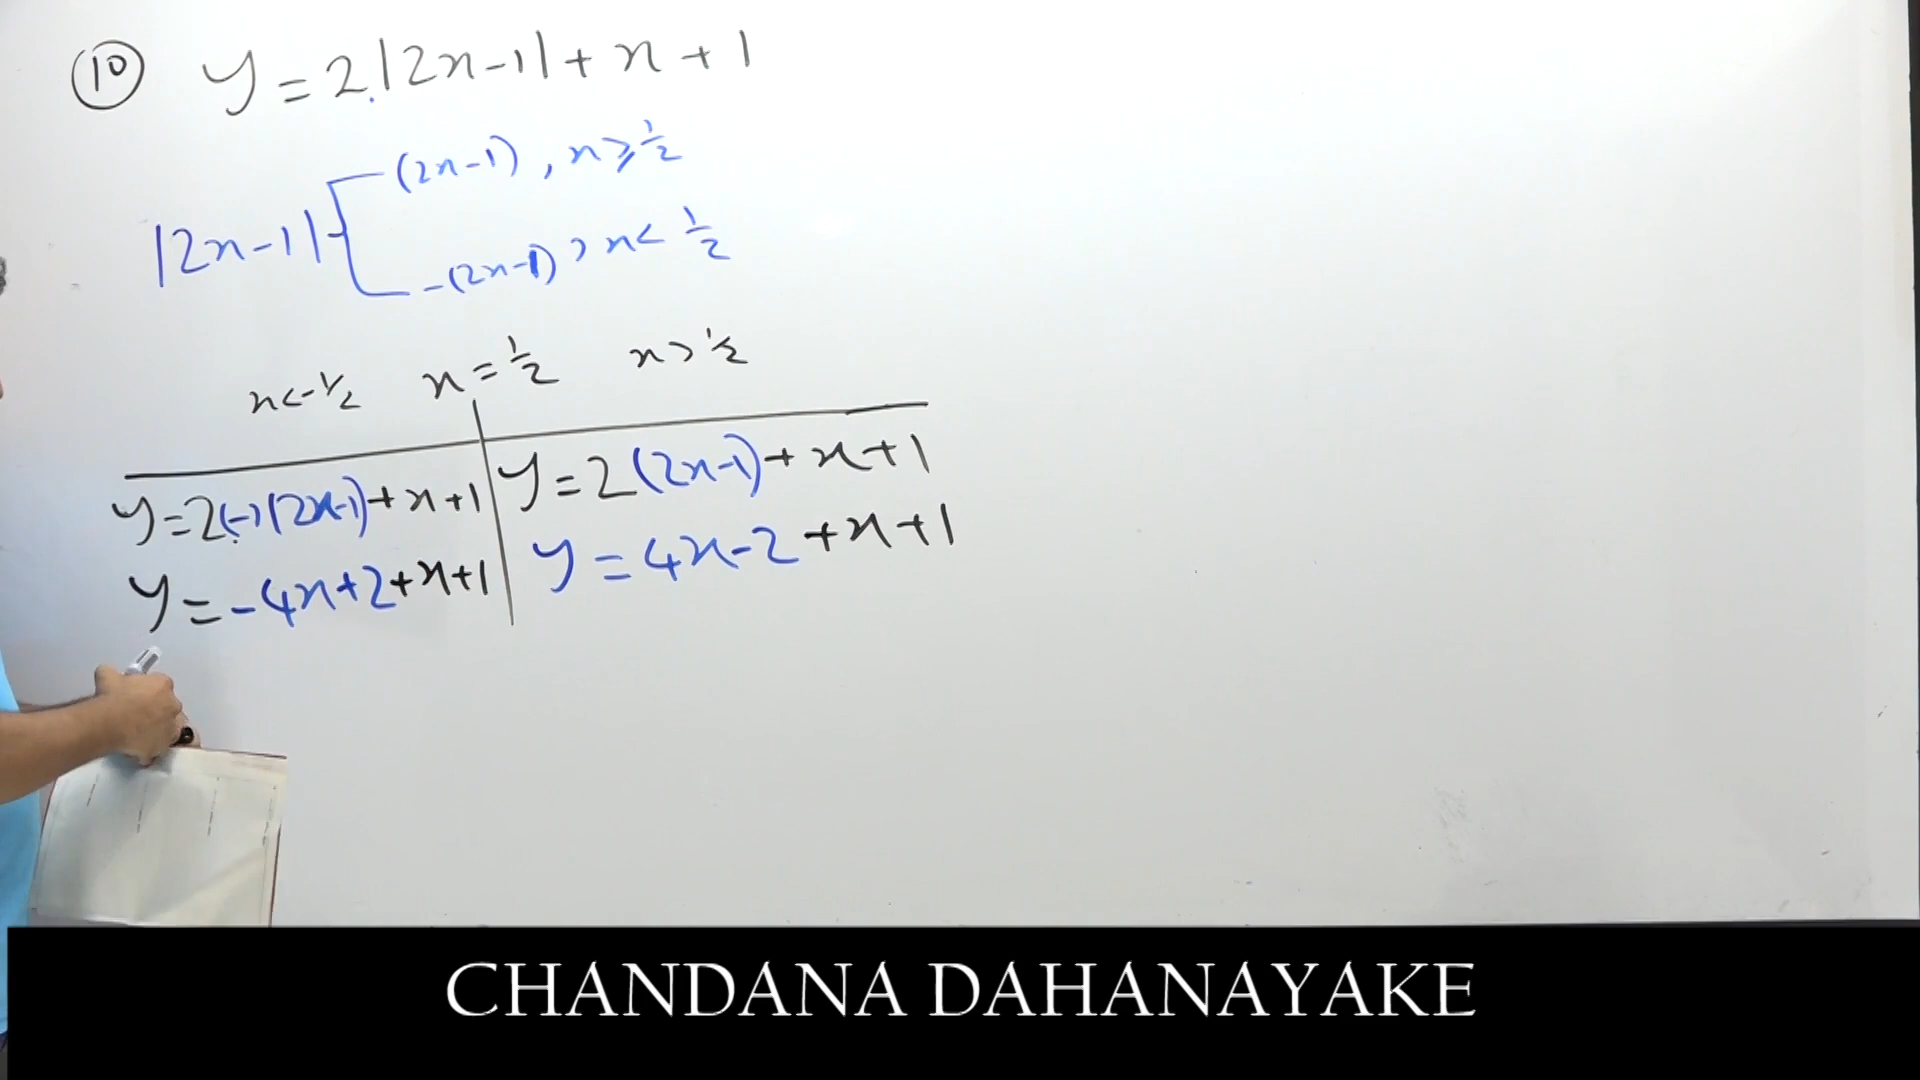 ⑩ y = 2.|2x-1| + x + 1
(2x-1) , x ≥ 1/2
|2x-1|
-(2x-1) , x < 1/2
x <-1/2 x = 1/2 x > 1/2
y = 2(-)(2x-1) + x + 1 y = 2(2x-1) + x + 1
y = -4x+2+x+1 y = 4x-2+x+1
CHANDANA DAHANAYAKE